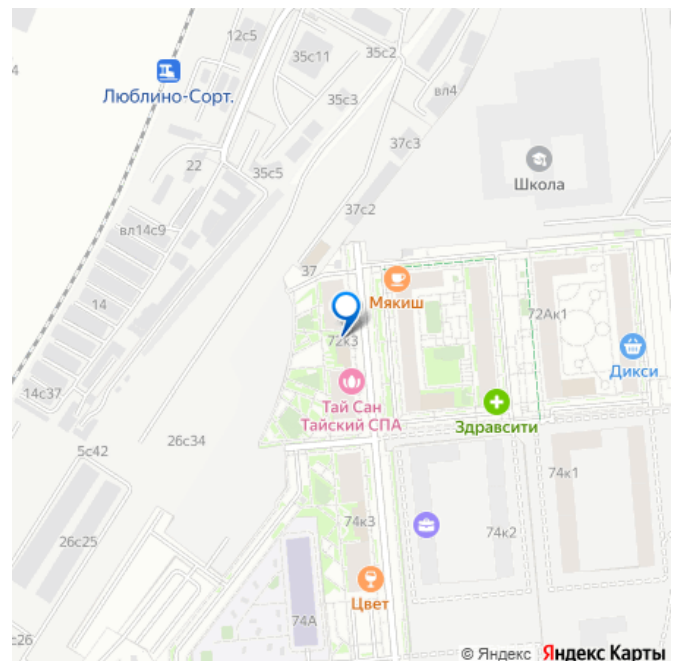 12с5
35с11
35с2
4
Люблино-Сорт.
35с3
вл4
37с3
22
35с5
Школа
37с2
вл14с9
37
Мякиш
14
72к3
72Ак1
Дикси
14с37
Тай Сан
Тайский СПА
Здравсити
26с34
5с42
74к1
74к3
74к2
26с25
Цвет
74А
с26
© Яндекс Яндекс Карты